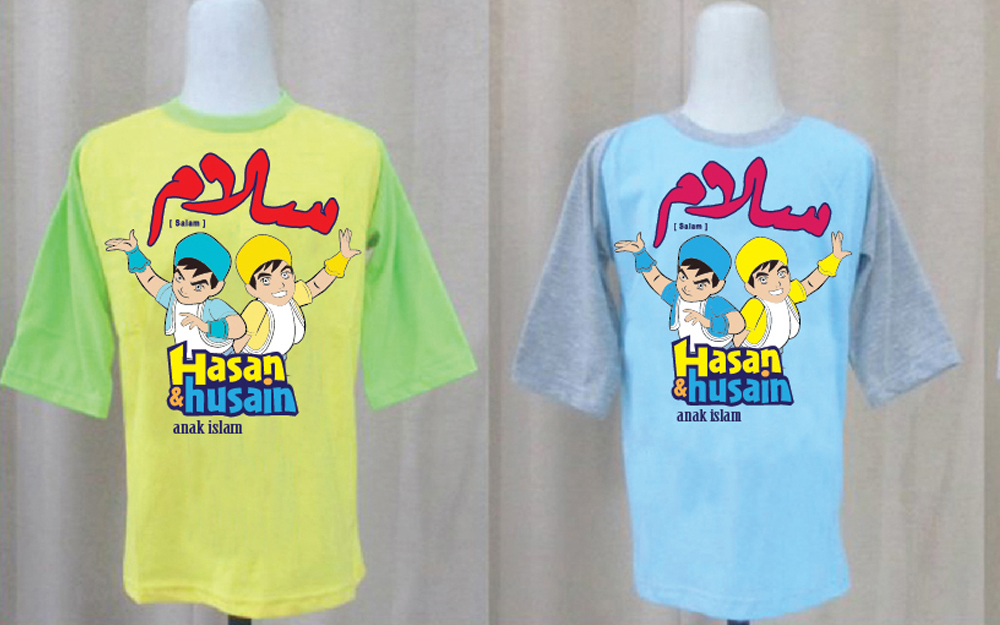 سلام
[ Salam ]
Hasan
& husain
anak islam
سلام
[ Salam ]
Hasan
& husain
anak islam